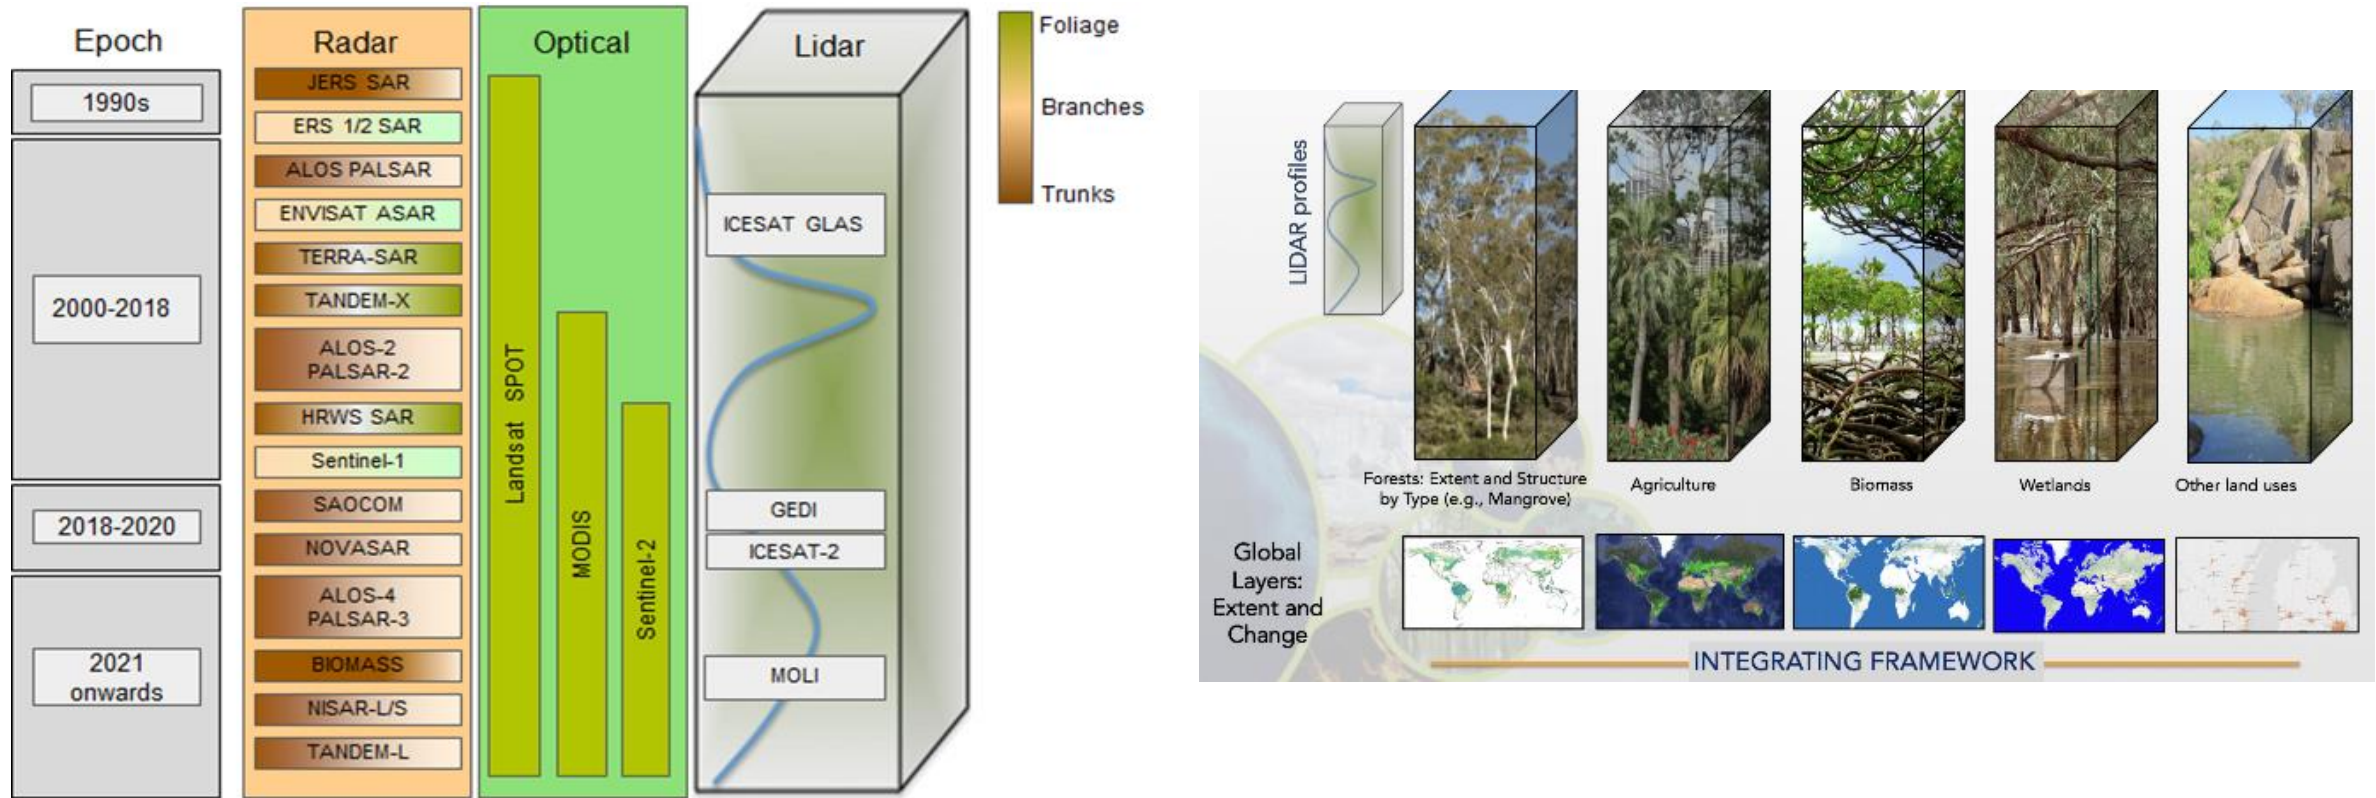 Epoch
1990s
2000-2018
2018-2020
2021
onwards
Radar
JERS SAR
ERS 1/2 SAR
ALOS PALSAR
ENVISAT ASAR
TERRA-SAR
TANDEM-X
ALOS-2
PALSAR-2
HRWS SAR
Sentinel-1
SAOCOM
NOVASAR
ALOS-4
PALSAR-3
BIOMASS
NISAR-L/S
TANDEM-L
Optical
Landsat SPOT
MODIS
Sentinel-2
Lidar
ICESAT GLAS
GEDI
ICESAT-2
MOLI
Foliage
Branches
Trunks
LIDAR profiles
Forests: Extent and Structure
by Type (e.g., Mangrove)
Agriculture
Biomass
Wetlands
Other land uses
Global
Layers:
Extent and
Change
INTEGRATING FRAMEWORK